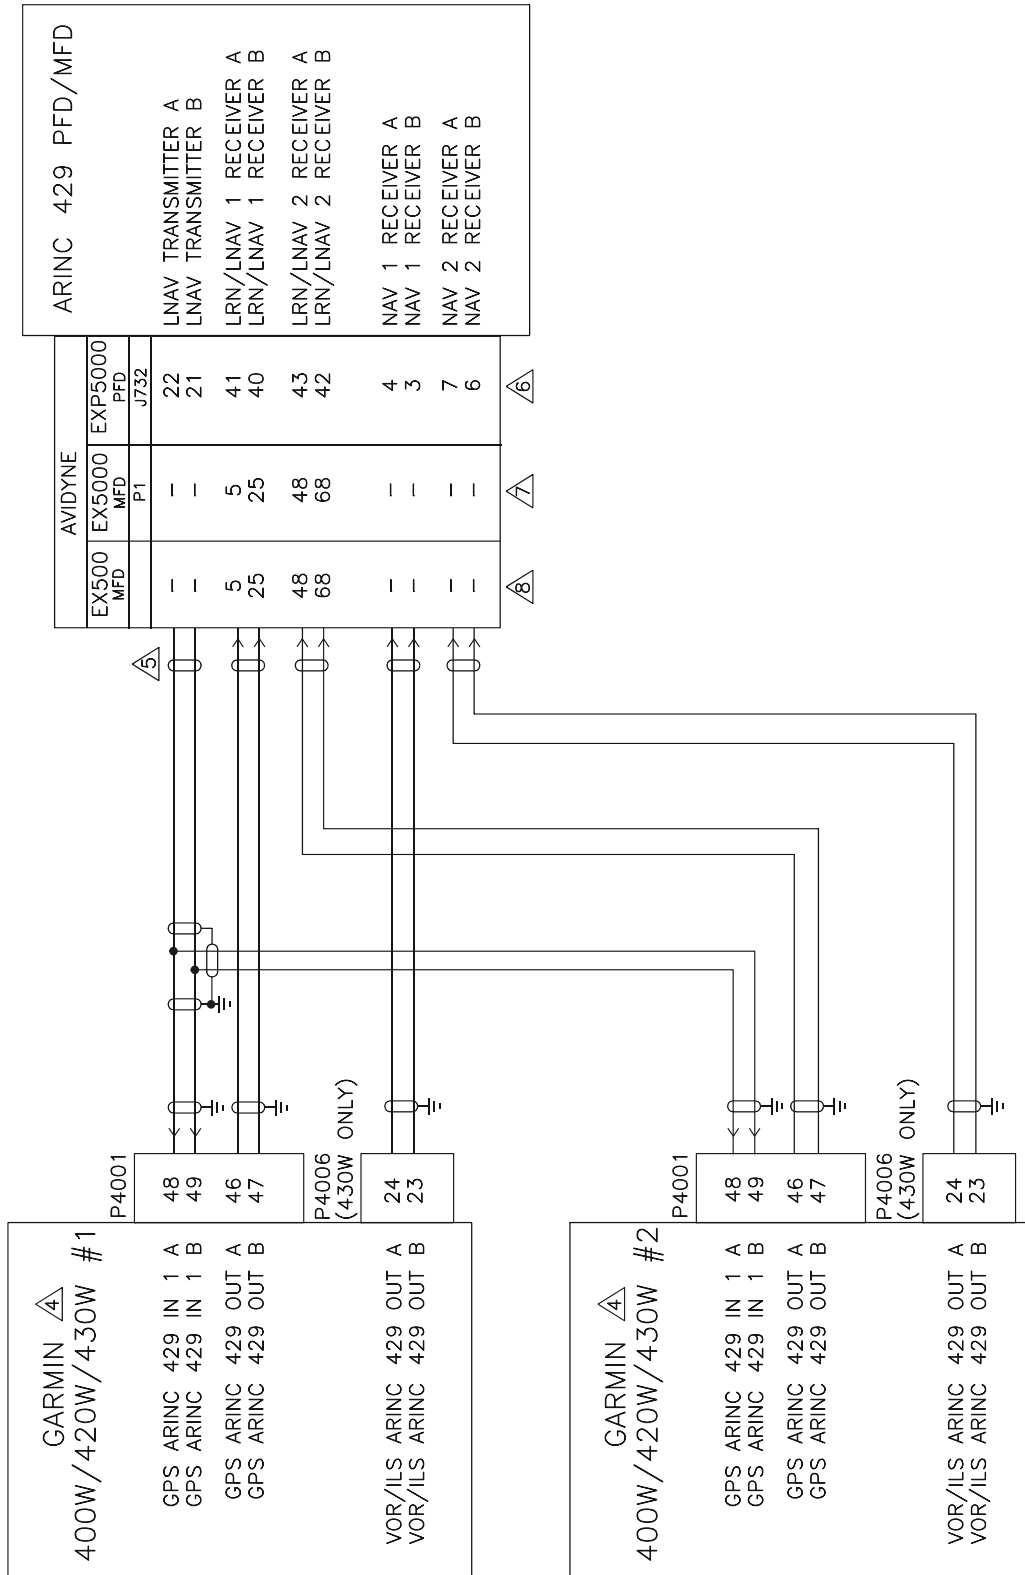 GARMIN 4
400W/420W/430W #1
GPS ARINC 429 IN 1 A
GPS ARINC 429 IN 1 B
GPS ARINC 429 OUT A
GPS ARINC 429 OUT B
VOR/ILS ARINC 429 OUT A
VOR/ILS ARINC 429 OUT B
P4001
48
49
46
47
P4006
(430W ONLY)
24
23
GARMIN 4
400W/420W/430W #2
GPS ARINC 429 IN 1 A
GPS ARINC 429 IN 1 B
GPS ARINC 429 OUT A
GPS ARINC 429 OUT B
VOR/ILS ARINC 429 OUT A
VOR/ILS ARINC 429 OUT B
P4001
48
49
46
47
P4006
(430W ONLY)
24
23
5
AVIDYNE
EX500 EX5000 EXP5000
MFD MFD PFD
P1 J732
– – 22
– – 21
5 5 41
25 25 40
48 48 43
68 68 42
– – 4
– – 3
– – 7
– – 6
8 7 6
ARINC 429 PFD/MFD
LNAV TRANSMITTER A
LNAV TRANSMITTER B
LRN/LNAV 1 RECEIVER A
LRN/LNAV 1 RECEIVER B
LRN/LNAV 2 RECEIVER A
LRN/LNAV 2 RECEIVER B
NAV 1 RECEIVER A
NAV 1 RECEIVER B
NAV 2 RECEIVER A
NAV 2 RECEIVER B